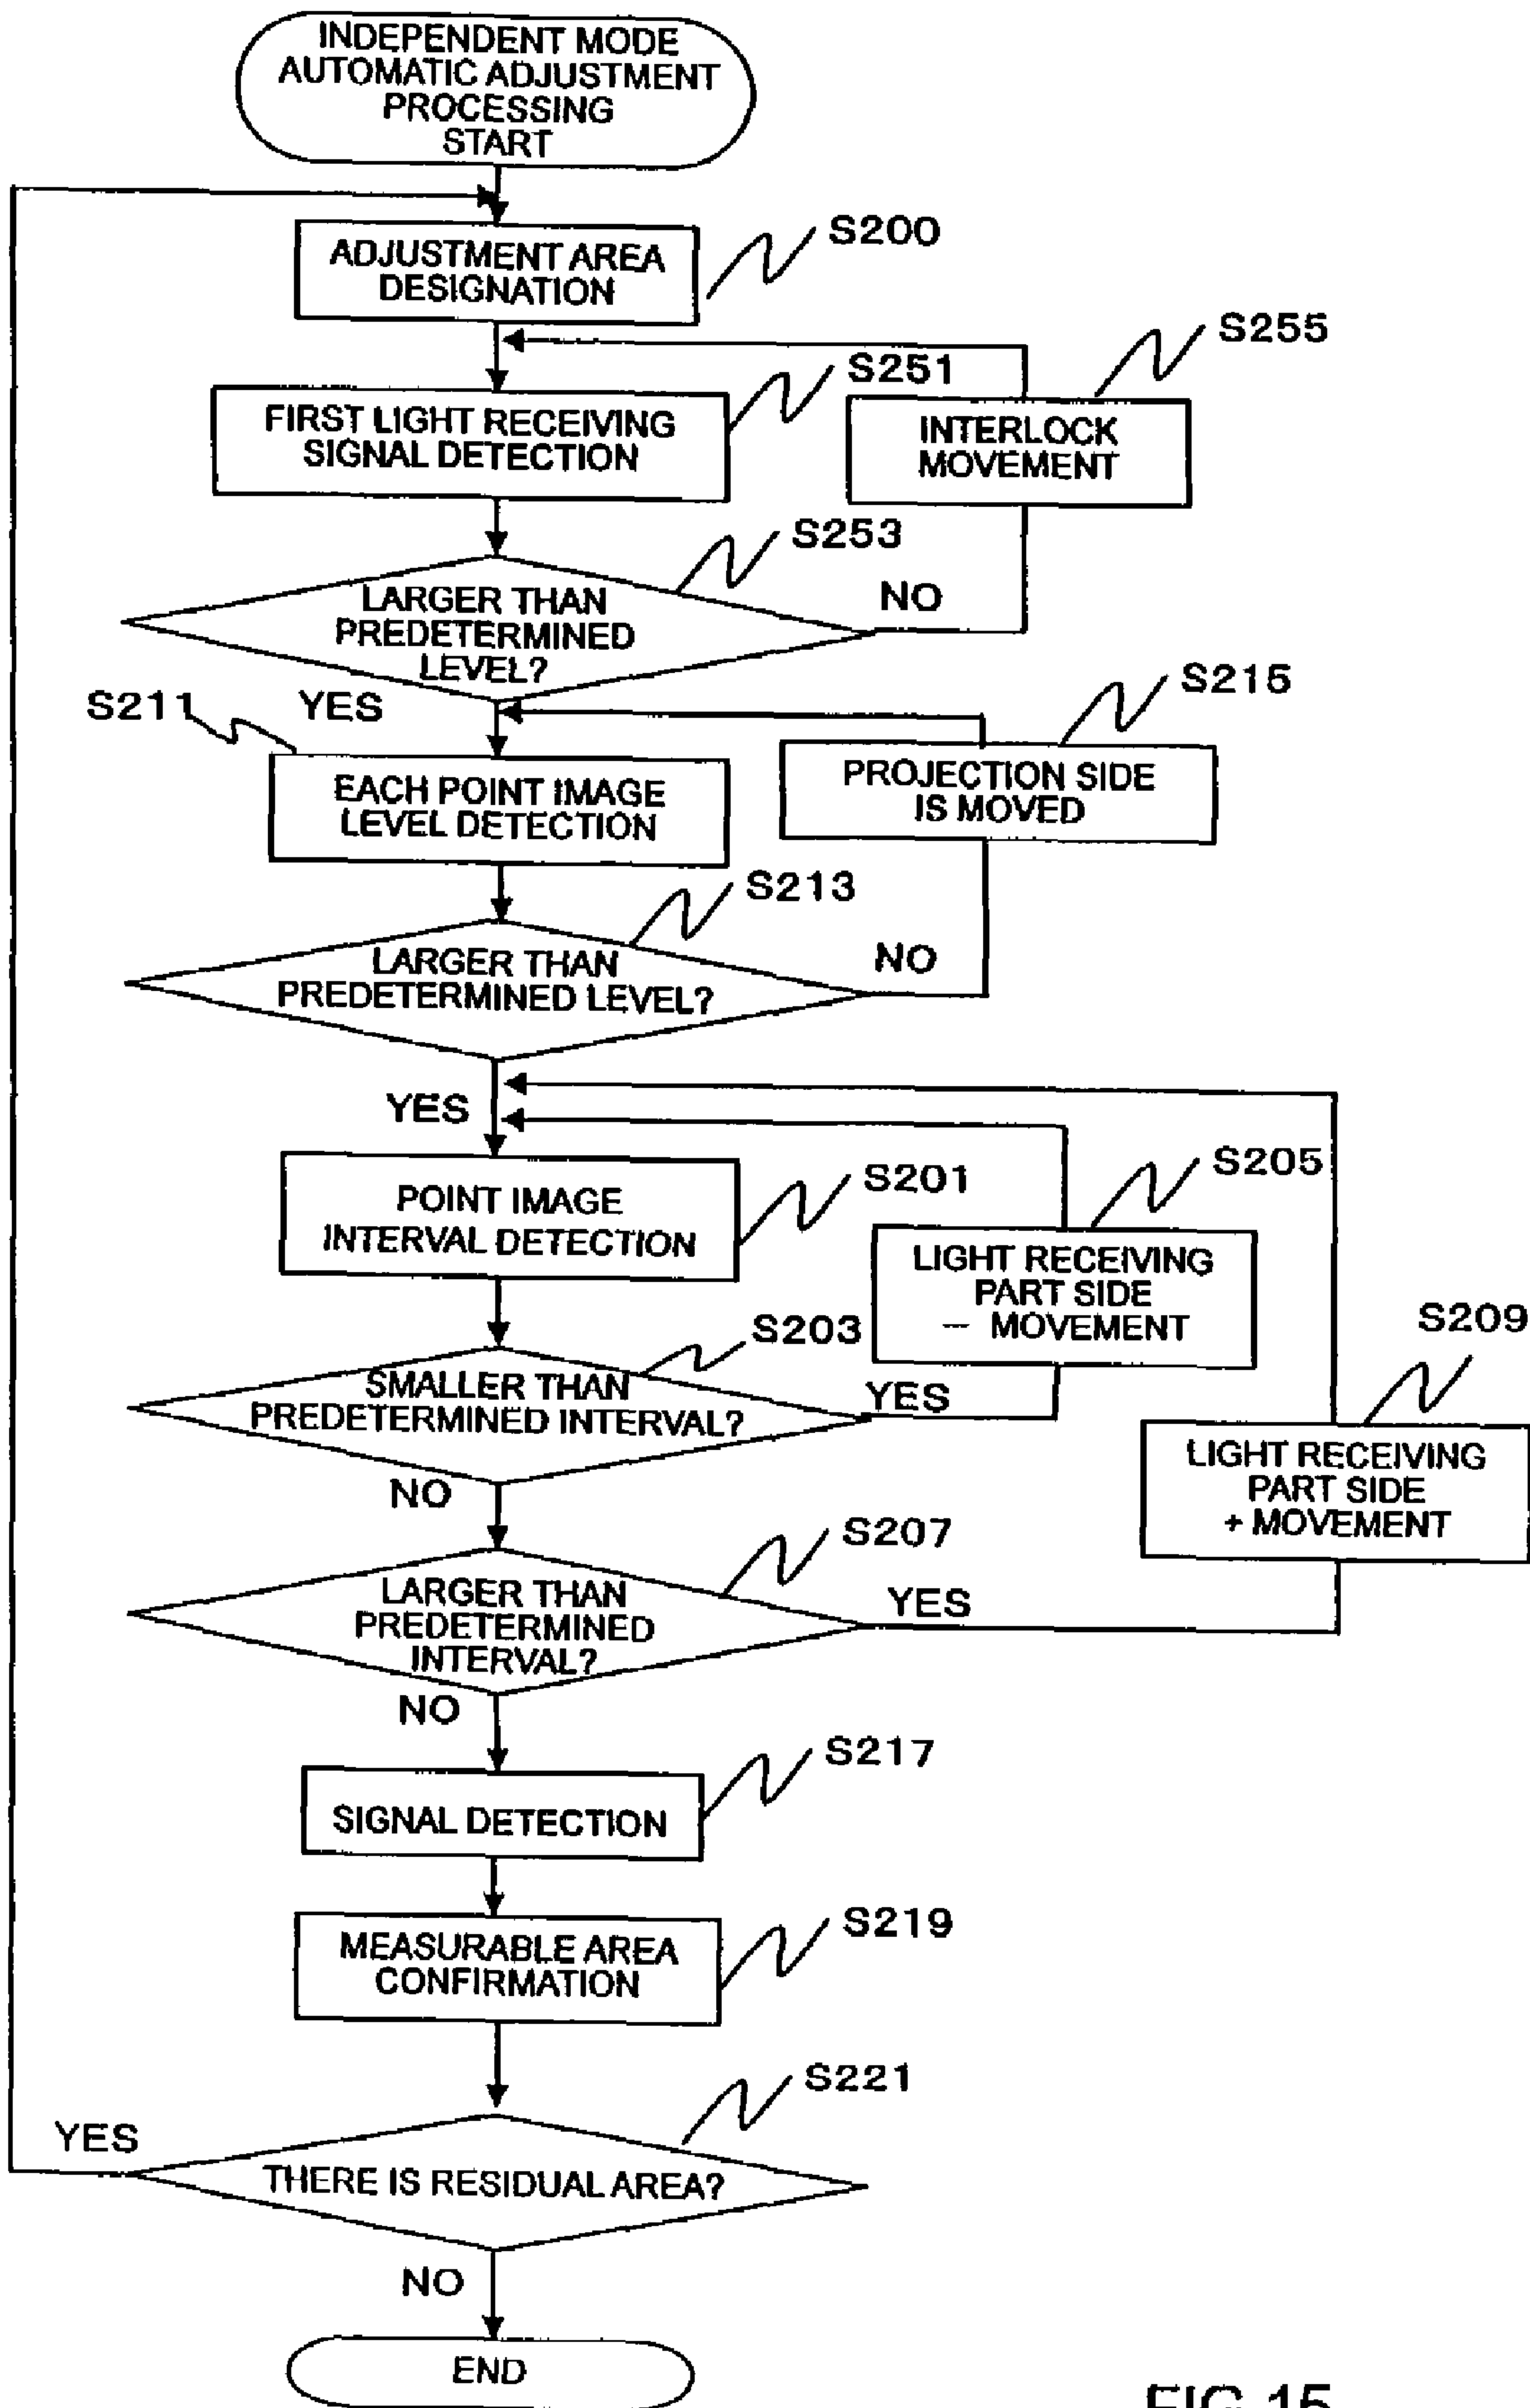 INDEPENDENT MODE
AUTOMATIC ADJUSTMENT
PROCESSING
START
S200
ADJUSTMENT AREA
DESIGNATION
S255
S251
FIRST LIGHT RECEIVING
SIGNAL DETECTION
INTERLOCK
MOVEMENT
S253
LARGER THAN
PREDETERMINED
LEVEL?
NO
S211
YES
S215
EACH POINT IMAGE
LEVEL DETECTION
PROJECTION SIDE
IS MOVED
S213
LARGER THAN
PREDETERMINED LEVEL?
NO
YES
S201
POINT IMAGE
INTERVAL DETECTION
S205
LIGHT RECEIVING
PART SIDE
— MOVEMENT
S203
SMALLER THAN
PREDETERMINED INTERVAL?
YES
S209
LIGHT RECEIVING
PART SIDE
+ MOVEMENT
NO
S207
LARGER THAN
PREDETERMINED
INTERVAL?
YES
NO
S217
SIGNAL DETECTION
S219
MEASURABLE AREA
CONFIRMATION
S221
YES
THERE IS RESIDUAL AREA?
NO
END
FIG.15